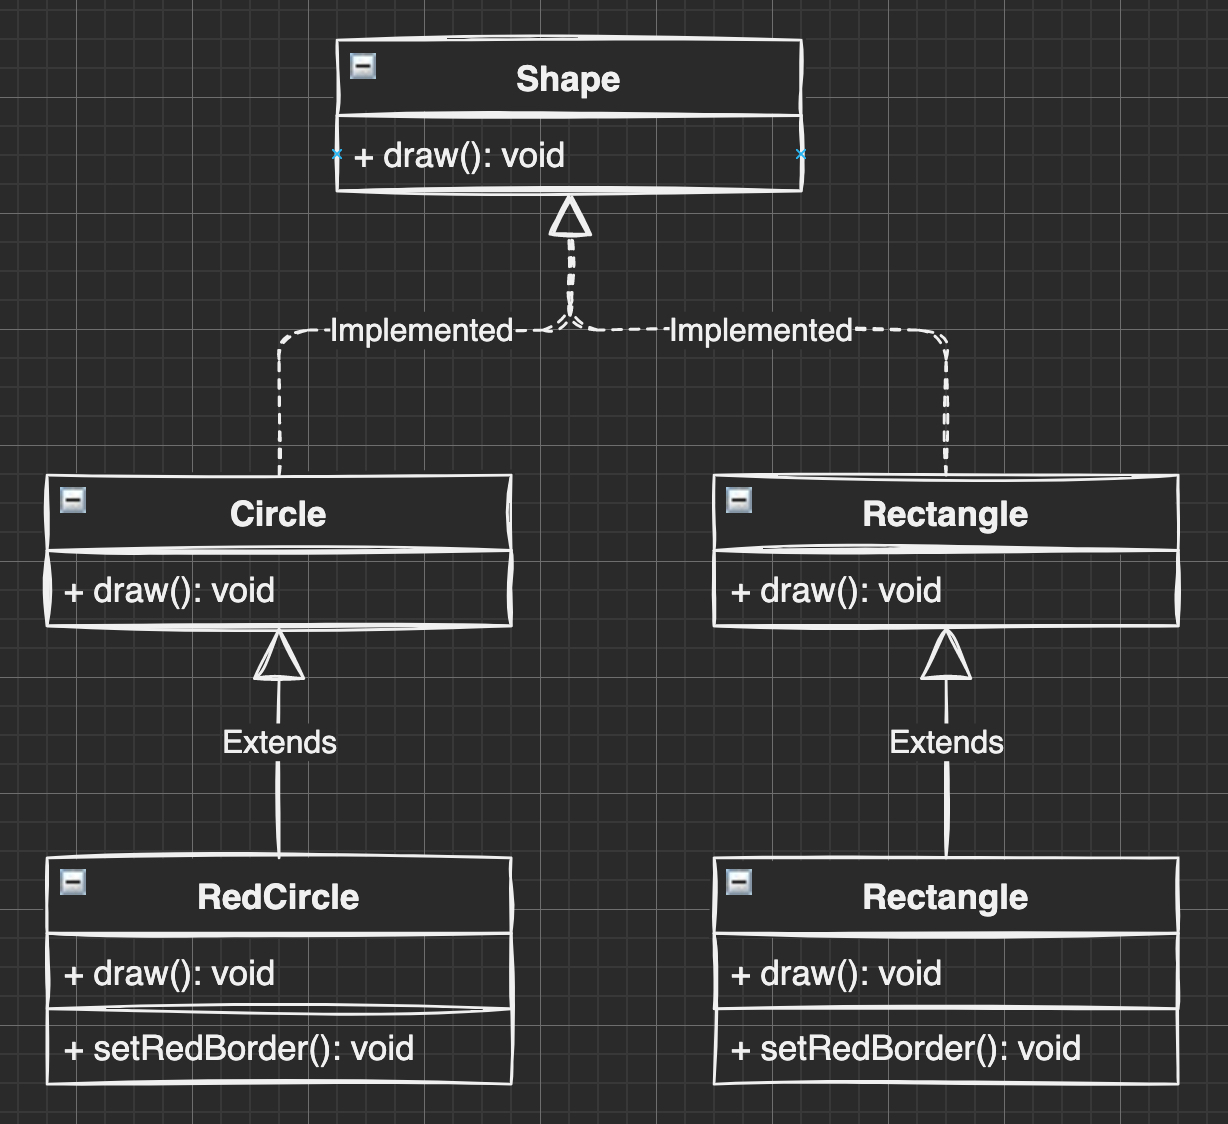 Shape
+ draw(): void
Implemented
Implemented
Circle
+ draw(): void
Rectangle
+ draw(): void
Extends
Extends
RedCircle
+ draw(): void
+ setRedBorder(): void
Rectangle
+ draw(): void
+ setRedBorder(): void